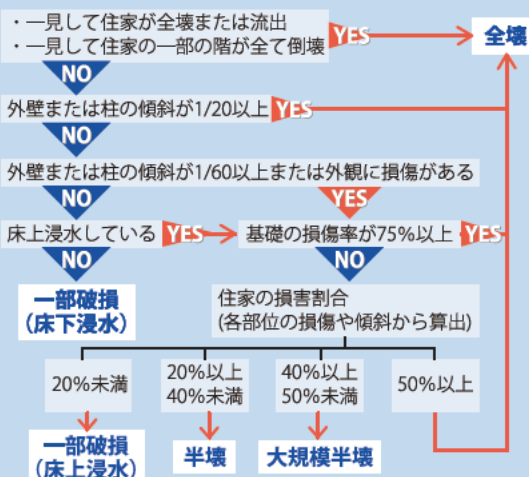 ・一見して住家が全壊または流出
・一見して住家の一部の階が全て倒壊
YES
全壊
NO
外壁または柱の傾斜が1/20以上
YES
NO
外壁または柱の傾斜が1/60以上または外観に損傷がある
NO
YES
床上浸水している
YES
基礎の損傷率が75%以上
YES
NO
NO
一部破損
(床下浸水)
住家の損害割合
(各部位の損傷や傾斜から算出)
20%未満
20%以上
40%未満
40%以上
50%未満
50%以上
一部破損
(床上浸水)
半壊
大規模半壊